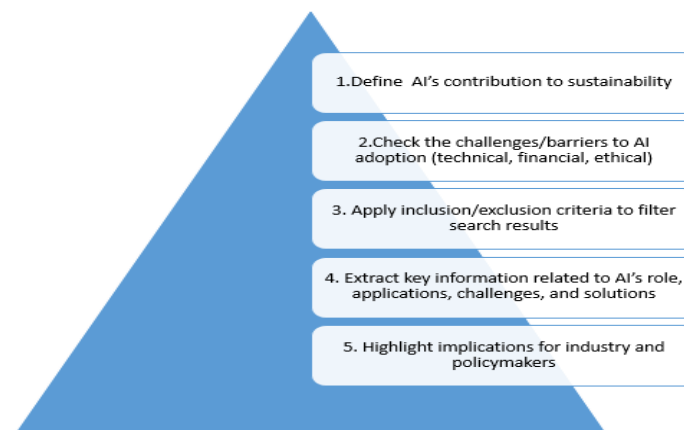 1.Define AI's contribution to sustainability
2.Check the challenges/barriers to AI
adoption (technical, financial, ethical)
3. Apply inclusion/exclusion criteria to filter
search results
4. Extract key information related to AI's role,
applications, challenges, and solutions
5. Highlight implications for industry and
policymakers